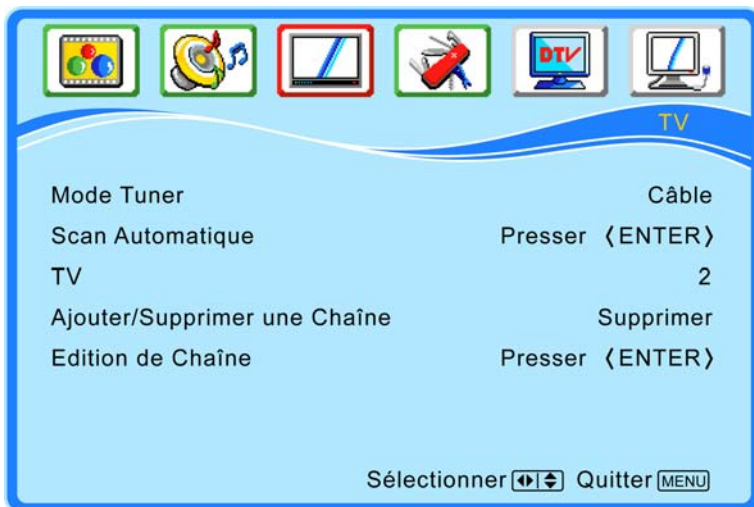 DTV
TV
Mode Tuner Câble
Scan Automatique Presser 〈ENTER〉
TV 2
Ajouter/Supprimer une Chaîne Supprimer
Edition de Chaîne Presser 〈ENTER〉
Sélectionner Quitter MENU